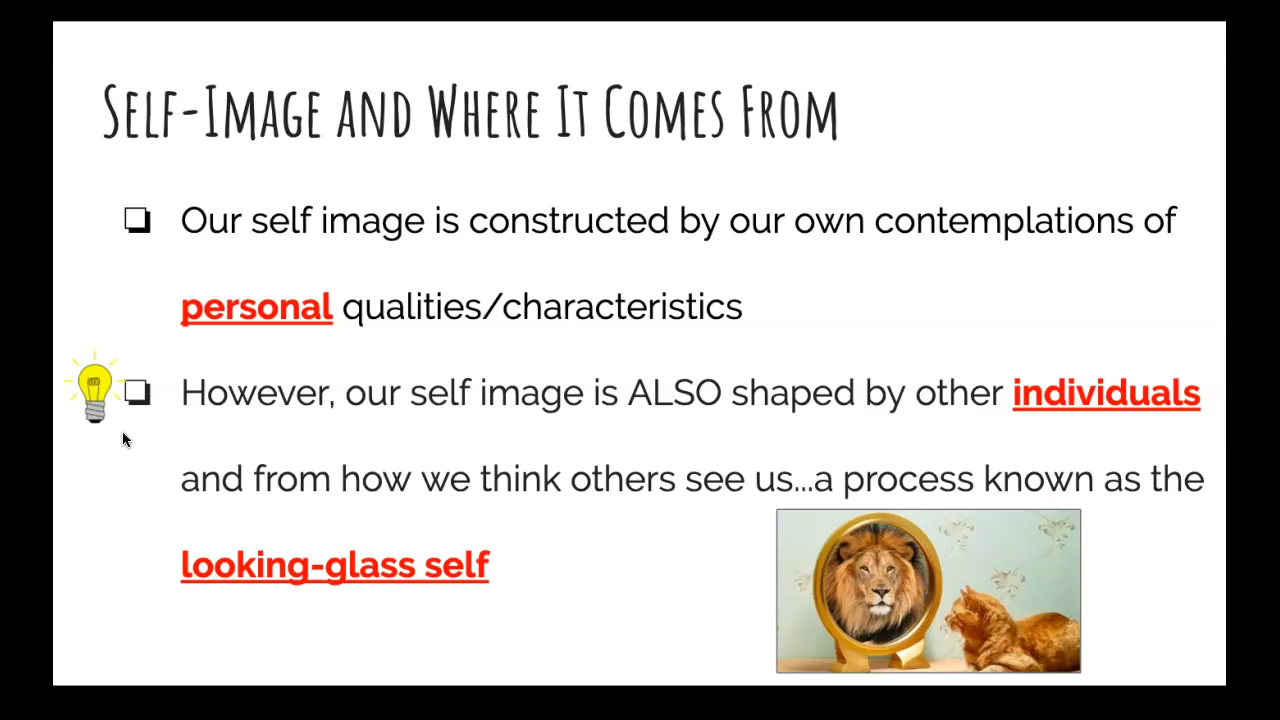 Self-Image and Where It Comes From
❏ Our self image is constructed by our own contemplations of
personal qualities/characteristics
❏ However, our self image is ALSO shaped by other individuals
and from how we think others see us...a process known as the
looking-glass self